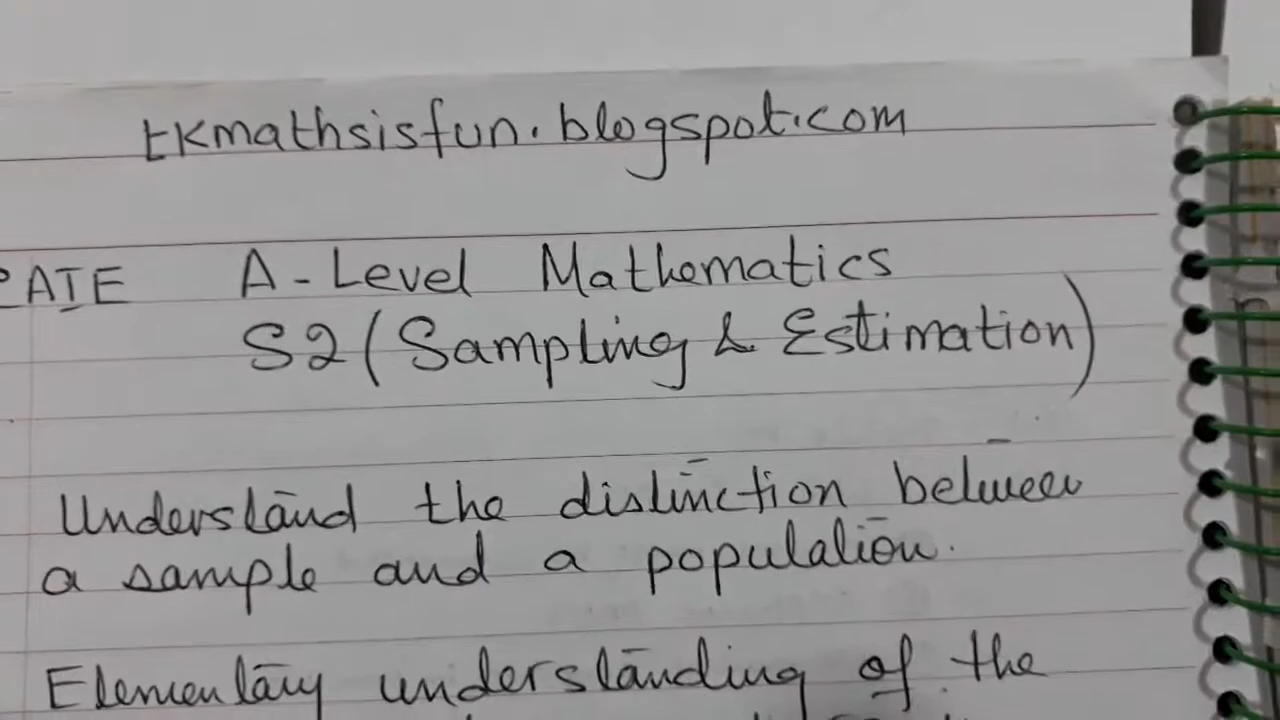 tkmathsisfun.blogspot.com
A-Level Mathematics
S2 (Sampling & Estimation)
Understand the distinction between
a sample and a population.
Elementary understanding of the